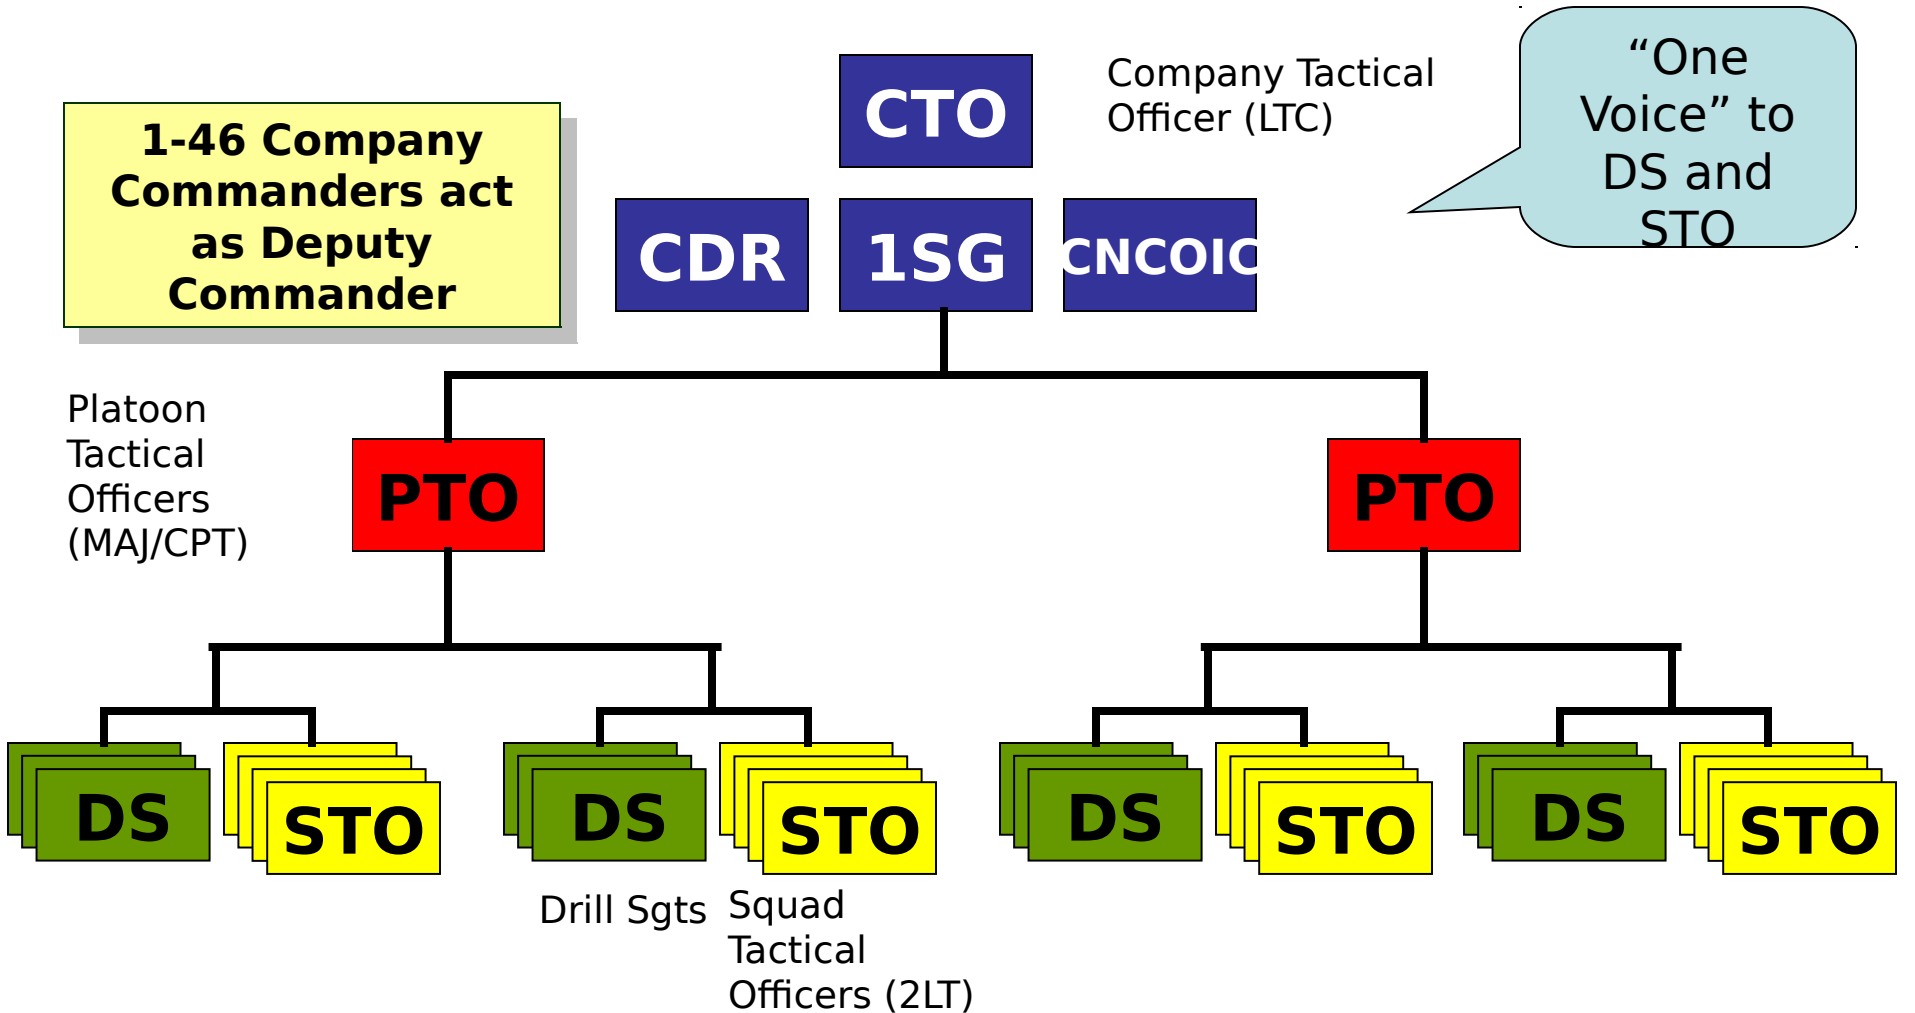 CTO
Company Tactical
Officer (LTC)
“One
Voice” to
DS and
STO
1-46 Company
Commanders act
as Deputy
Commander
CDR
1SG
CNCOIC
Platoon
Tactical
Officers
(MAJ/CPT)
PTO
PTO
DS
STO
DS
STO
DS
STO
DS
STO
Drill Sgts
Squad
Tactical
Officers (2LT)